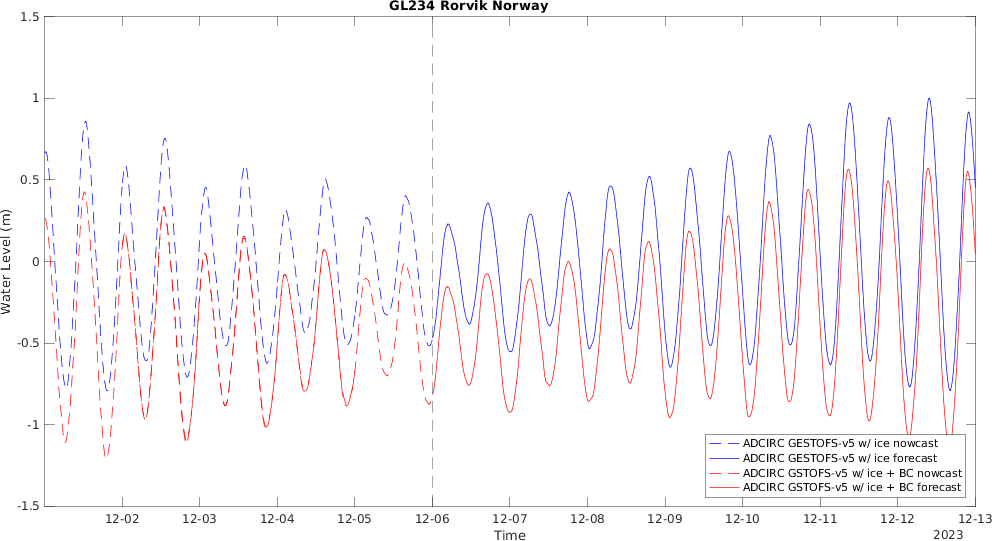 GL234 Rorvik Norway
1.5
1
0.5
0
-0.5
-1
-1.5
Water Level (m)
12-02 12-03 12-04 12-05 12-06 12-07 12-08 12-09 12-10 12-11 12-12 12-13
Time
2023
ADCIRC GESTOFS-v5 w/ ice nowcast
ADCIRC GESTOFS-v5 w/ ice forecast
ADCIRC GSTOFS-v5 w/ ice + BC nowcast
ADCIRC GSTOFS-v5 w/ ice + BC forecast